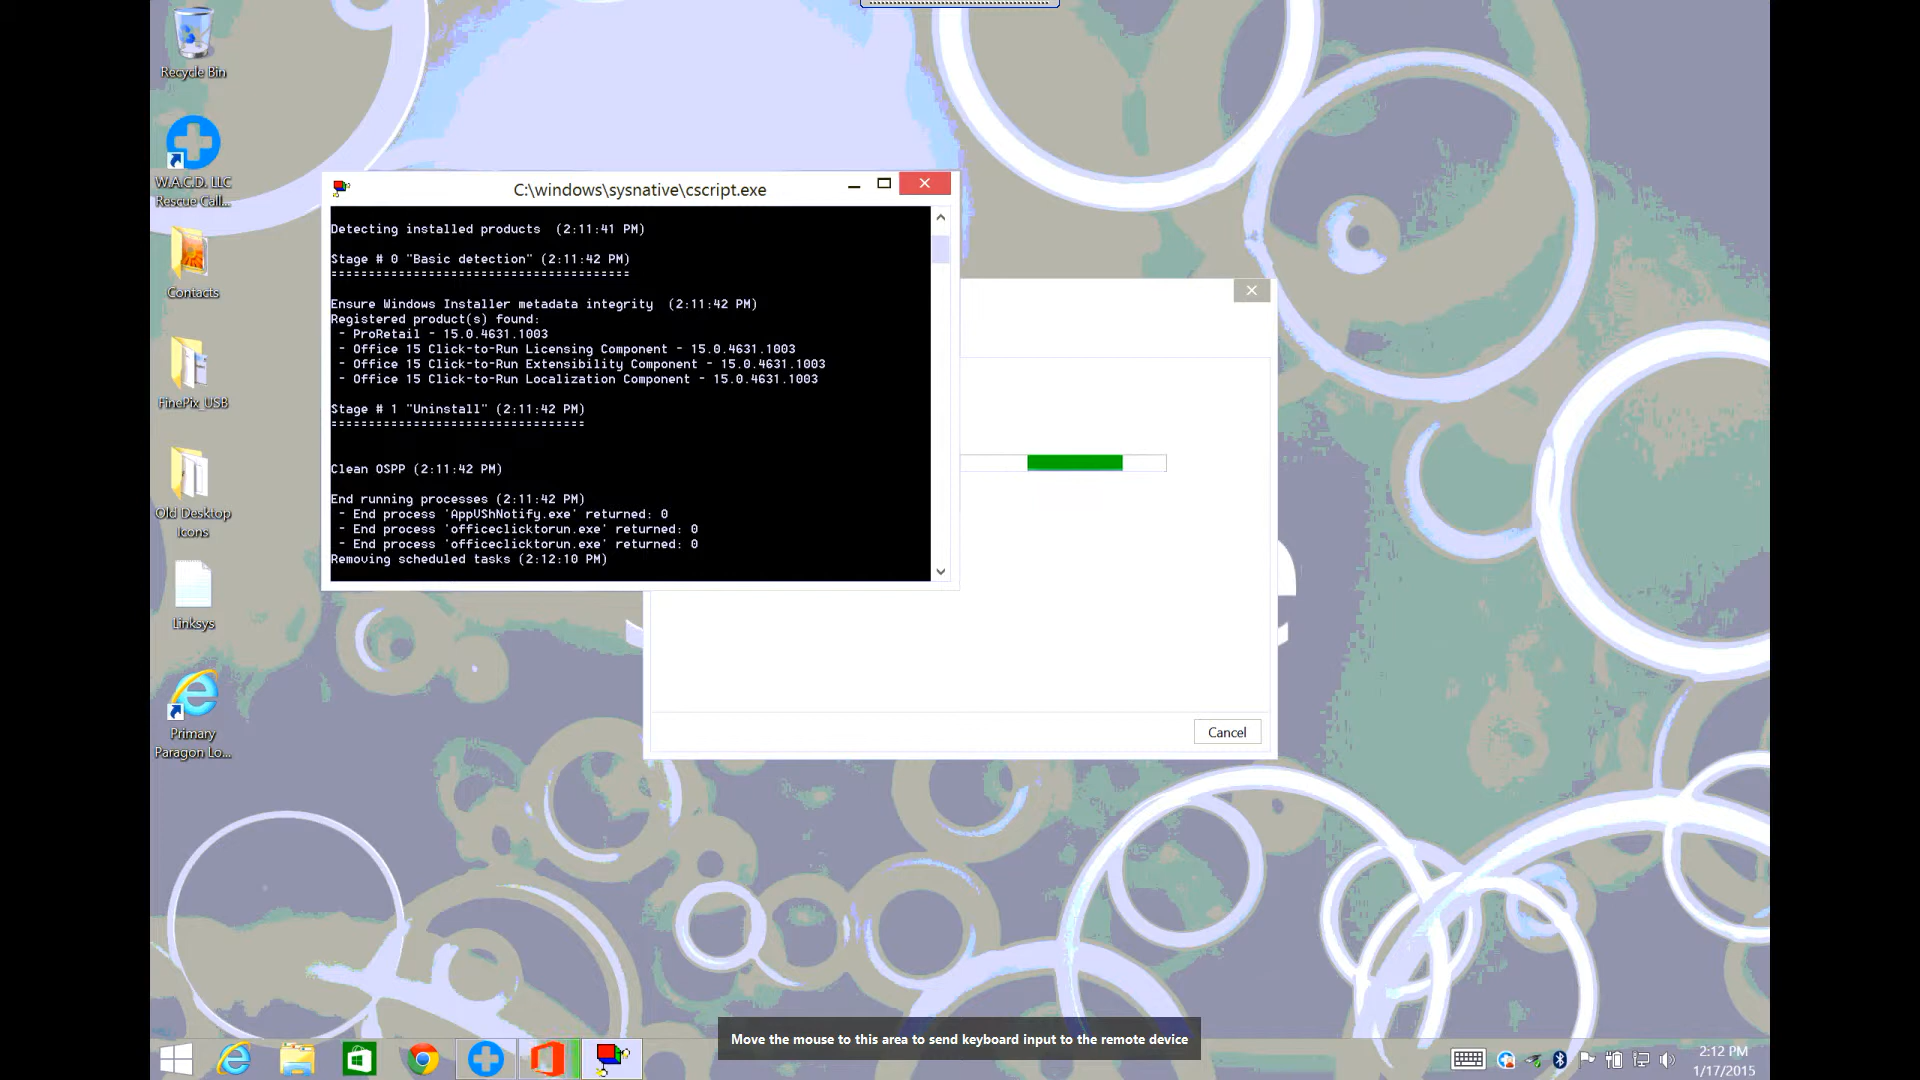 Recycle Bin
W.A.C.D. LLC
Rescue Call...
Contacts
FinePix_USB
Old Desktop
Icons
Linksys
Primary
Paragon Lo...
C:\windows\sysnative\cscript.exe
Detecting installed products  (2:11:41 PM)
Stage # 0 "Basic detection" (2:11:42 PM)
----------------------------------------
Ensure Windows Installer metadata integrity  (2:11:42 PM)
Registered product(s) found:
- ProRetail - 15.0.4631.1003
- Office 15 Click-to-Run Licensing Component - 15.0.4631.1003
- Office 15 Click-to-Run Extensibility Component - 15.0.4631.1003
- Office 15 Click-to-Run Localization Component - 15.0.4631.1003
Stage # 1 "Uninstall" (2:11:42 PM)
----------------------------------
Clean OSPP (2:11:42 PM)
End running processes (2:11:42 PM)
- End process 'AppVShNotify.exe' returned: 0
- End process 'officeclicktorun.exe' returned: 0
- End process 'officeclicktorun.exe' returned: 0
Removing scheduled tasks (2:12:10 PM)
Cancel
Move the mouse to this area to send keyboard input to the remote device
2:12 PM
1/17/2015